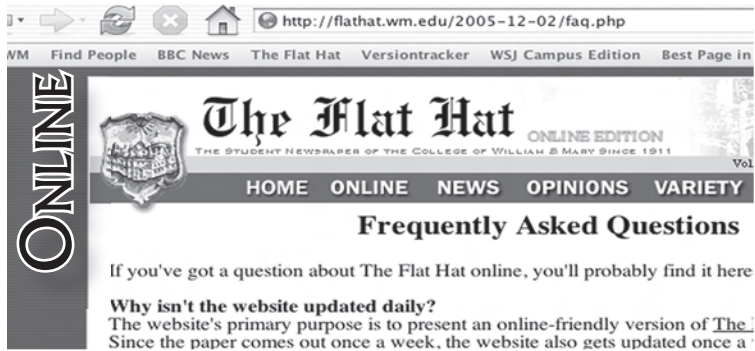 http://flathat.wm.edu/2005-12-02/faq.php
WM Find People BBC News The Flat Hat Versiontracker WSJ Campus Edition Best Page in
ONLINE
The Flat Hat ONLINE EDITION
THE STUDENT NEWSPAPER OF THE COLLEGE OF WILLIAM & MARY SINCE 1911
Vol
HOME ONLINE NEWS OPINIONS VARIETY
Frequently Asked Questions
If you've got a question about The Flat Hat online, you'll probably find it here
Why isn't the website updated daily?
The website's primary purpose is to present an online-friendly version of The
Since the paper comes out once a week, the website also gets updated once a